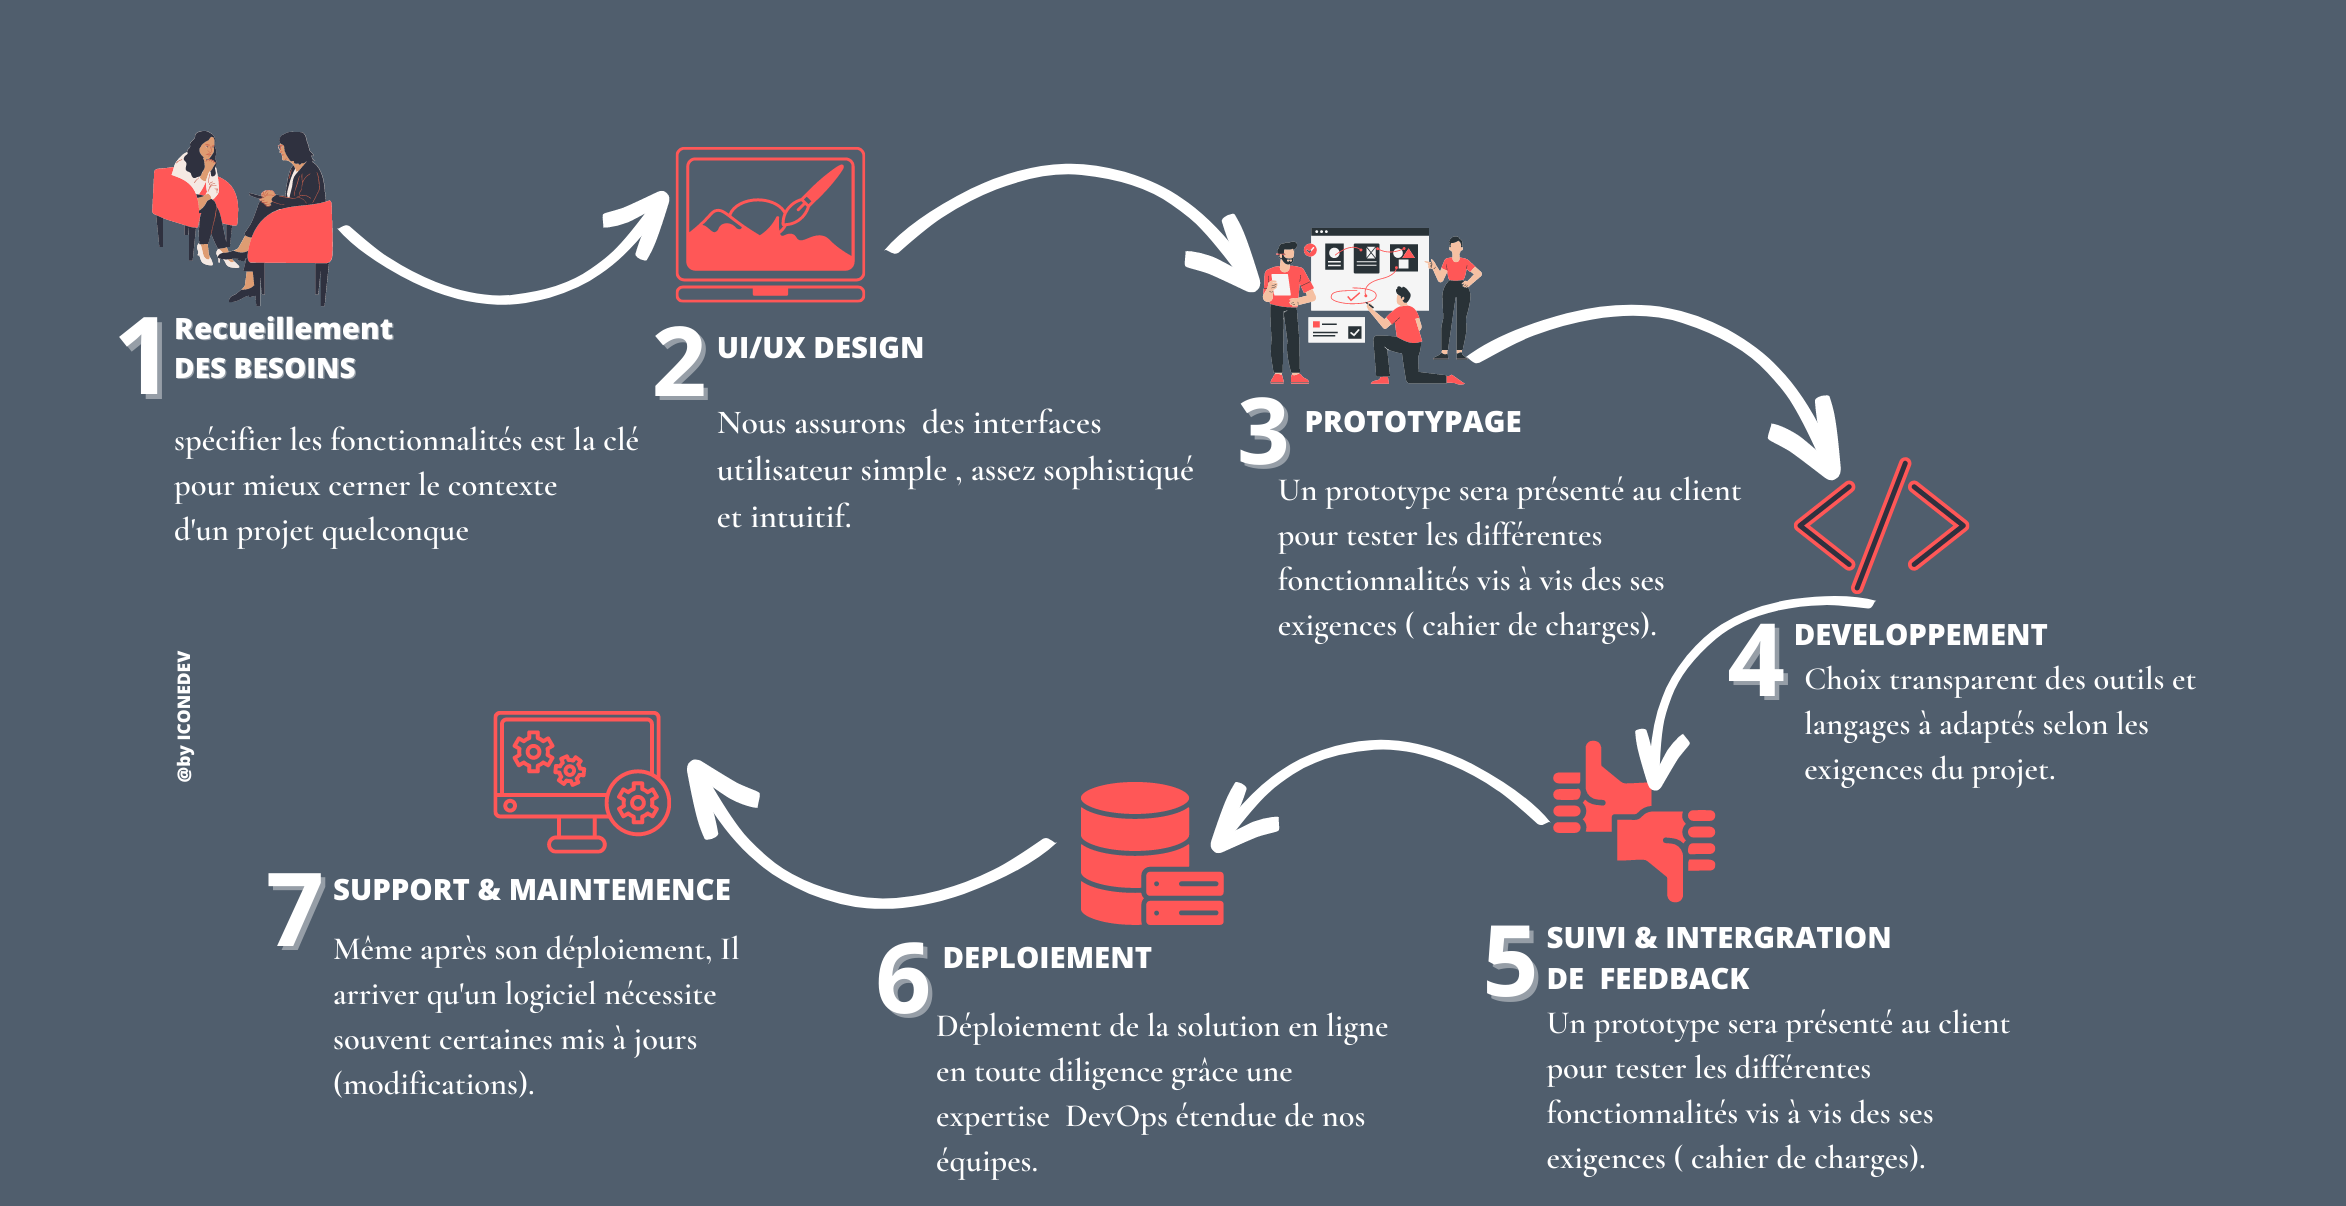 1
Recueillement
DES BESOINS
spécifier les fonctionnalités est la clé
pour mieux cerner le contexte
d'un projet quelconque
2
UI/UX DESIGN
Nous assurons  des interfaces
utilisateur simple , assez sophistiqué
et intuitif.
3
PROTOTYPAGE
Un prototype sera présenté au client
pour tester les différentes
fonctionnalités vis à vis des ses
exigences ( cahier de charges).
4
DEVELOPPEMENT
Choix transparent des outils et
langages à adaptés selon les
exigences du projet.
5
SUIVI & INTERGRATION
DE  FEEDBACK
Un prototype sera présenté au client
pour tester les différentes
fonctionnalités vis à vis des ses
exigences ( cahier de charges).
6
DEPLOIEMENT
Déploiement de la solution en ligne
en toute diligence grâce une
expertise  DevOps étendue de nos
équipes.
7
SUPPORT & MAINTEMENCE
Même après son déploiement, Il
arriver qu'un logiciel nécessite
souvent certaines mis à jours
(modifications).
@by ICONEDEV